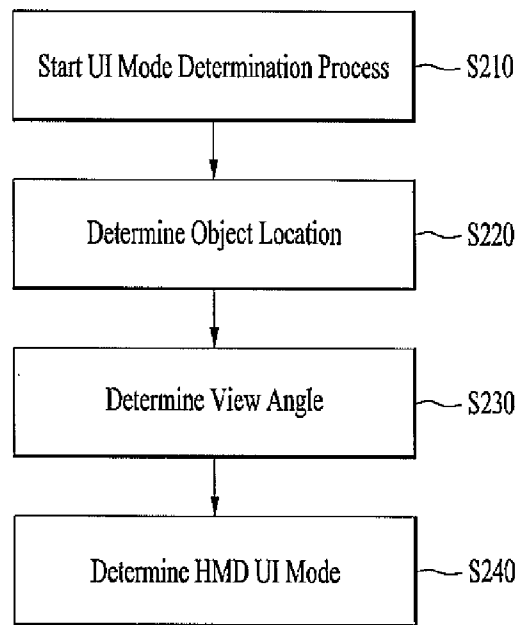 Start UI Mode Determination Process S210
Determine Object Location S220
Determine View Angle S230
Determine HMD UI Mode S240